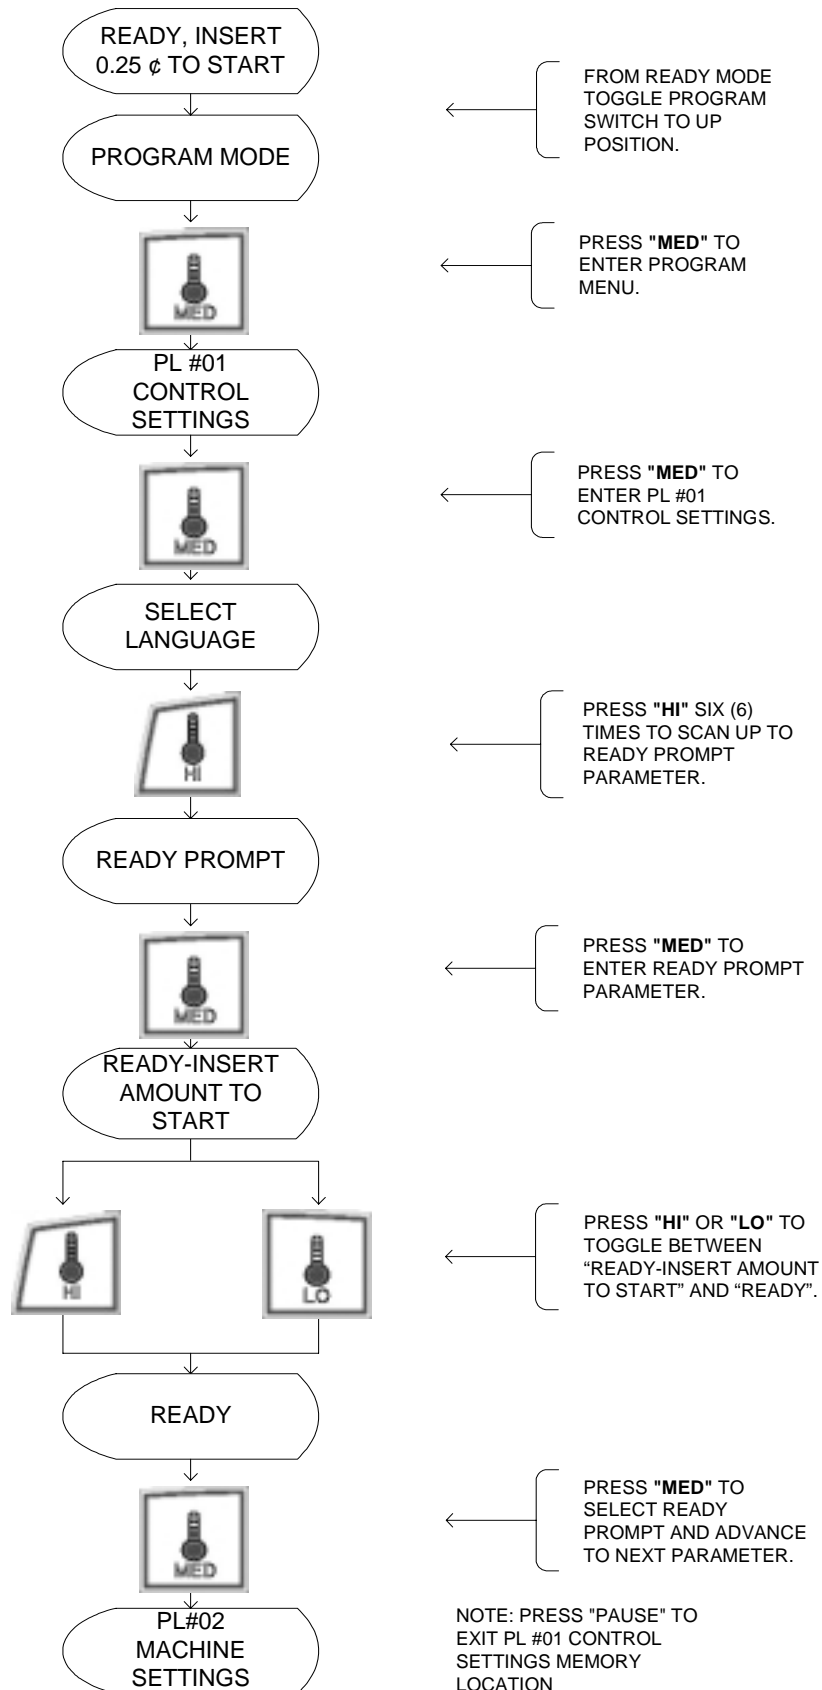 READY, INSERT
0.25 ¢ TO START
FROM READY MODE
TOGGLE PROGRAM
SWITCH TO UP
POSITION.
PROGRAM MODE
MED
PRESS "MED" TO
ENTER PROGRAM
MENU.
PL #01
CONTROL
SETTINGS
MED
PRESS "MED" TO
ENTER PL #01
CONTROL SETTINGS.
SELECT
LANGUAGE
HI
PRESS "HI" SIX (6)
TIMES TO SCAN UP TO
READY PROMPT
PARAMETER.
READY PROMPT
MED
PRESS "MED" TO
ENTER READY PROMPT
PARAMETER.
READY-INSERT
AMOUNT TO
START
HI
LO
PRESS "HI" OR "LO" TO
TOGGLE BETWEEN
“READY-INSERT AMOUNT
TO START” AND “READY”.
READY
MED
PRESS "MED" TO
SELECT READY
PROMPT AND ADVANCE
TO NEXT PARAMETER.
PL#02
MACHINE
SETTINGS
NOTE: PRESS "PAUSE" TO
EXIT PL #01 CONTROL
SETTINGS MEMORY
LOCATION